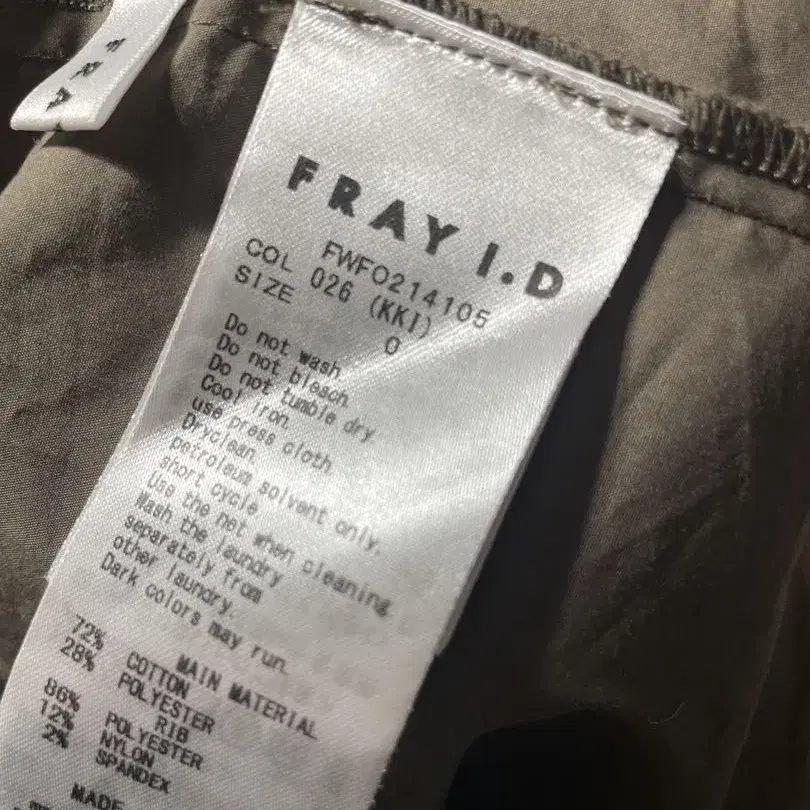 FRA
FRAY I.D
FWFO214105
COL 026 (KKI)
SIZE 0
Do not wash.
Do not bleach.
Do not tumble dry.
Cool iron.
use press cloth.
Dryclean.
petroleum solvent only.
short cycle
Use the net when cleaning.
Wash the laundry
separately from
other laundry.
Dark colors may run.
MAIN MATERIAL
72% COTTON
28% POLYESTER
RIB
86% POLYESTER
12% NYLON
2% SPANDEX
MADE